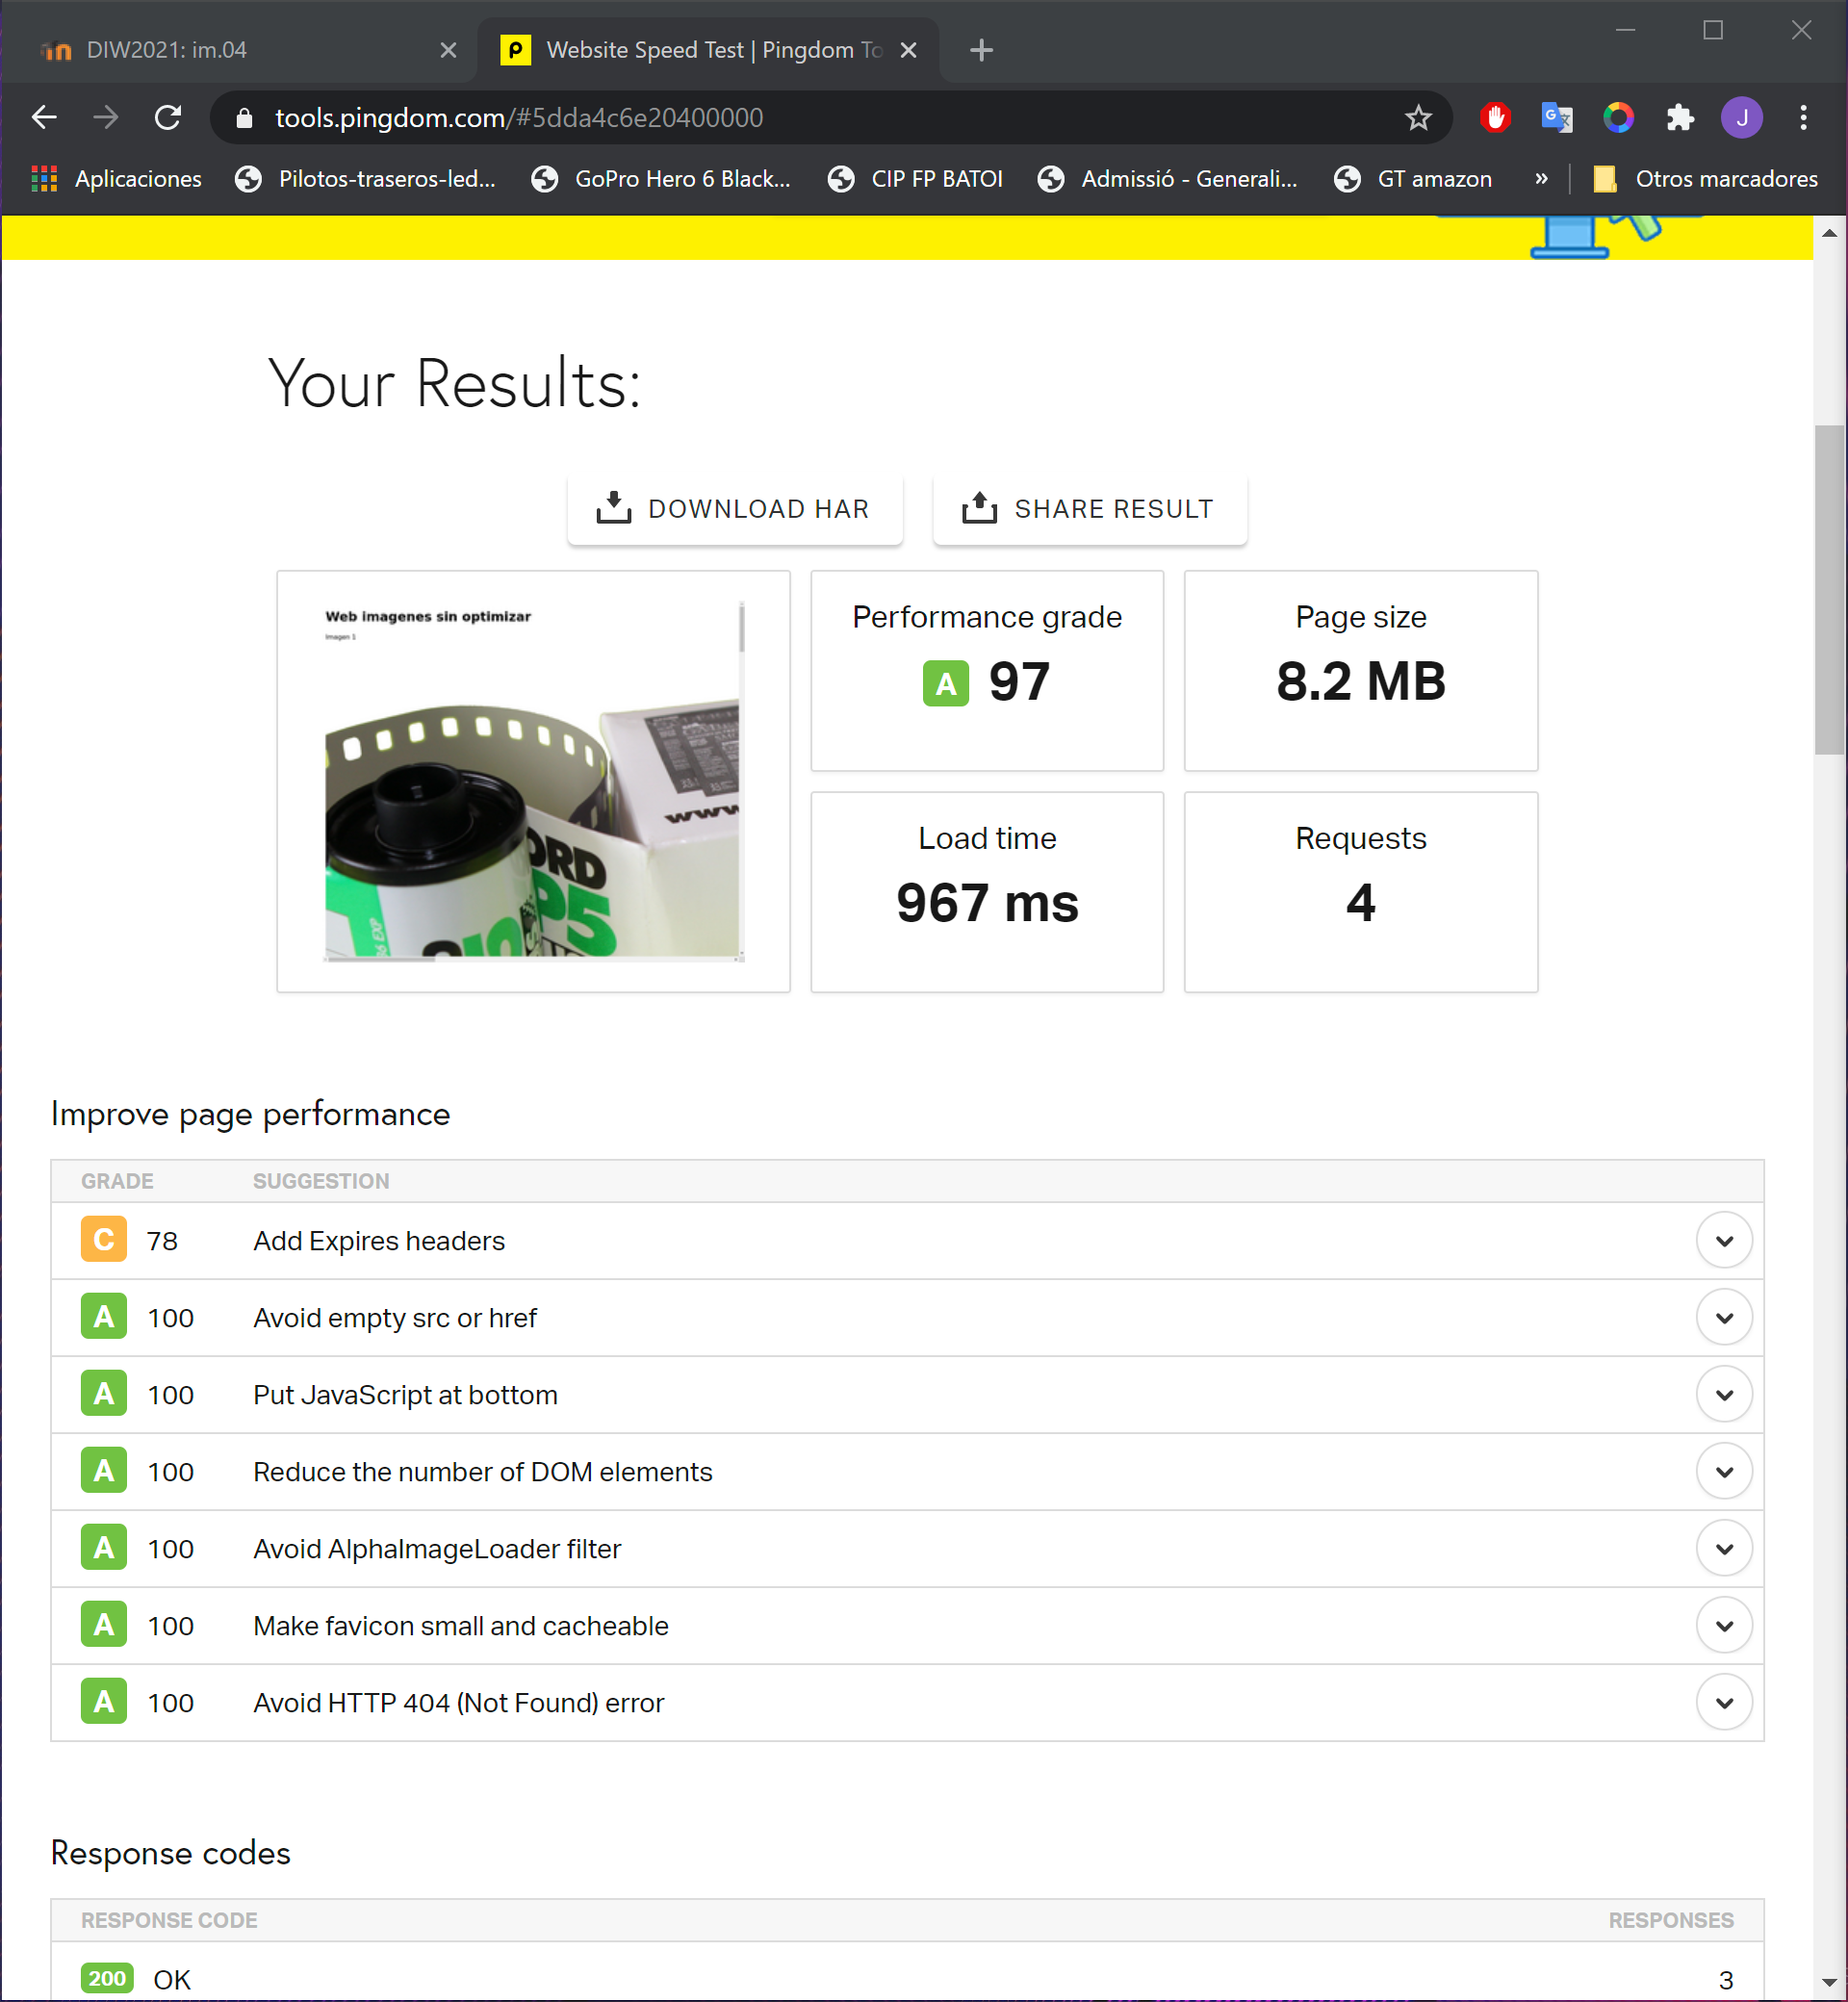 DIW2021: im.04
Website Speed Test | Pingdom To
tools.pingdom.com/#5dda4c6e20400000
J
Aplicaciones
Pilotos-traseros-led...
GoPro Hero 6 Black...
CIP FP BATOI
Admissió - Generali...
GT amazon
»
Otros marcadores
Your Results:
DOWNLOAD HAR
SHARE RESULT
Web imagenes sin optimizar
Imagen 1
www
ORD
P5
Performance grade
A 97
Page size
8.2 MB
Load time
967 ms
Requests
4
Improve page performance
GRADE SUGGESTION
C 78 Add Expires headers
A 100 Avoid empty src or href
A 100 Put JavaScript at bottom
A 100 Reduce the number of DOM elements
A 100 Avoid AlphaImageLoader filter
A 100 Make favicon small and cacheable
A 100 Avoid HTTP 404 (Not Found) error
Response codes
RESPONSE CODE RESPONSES
200 OK 3